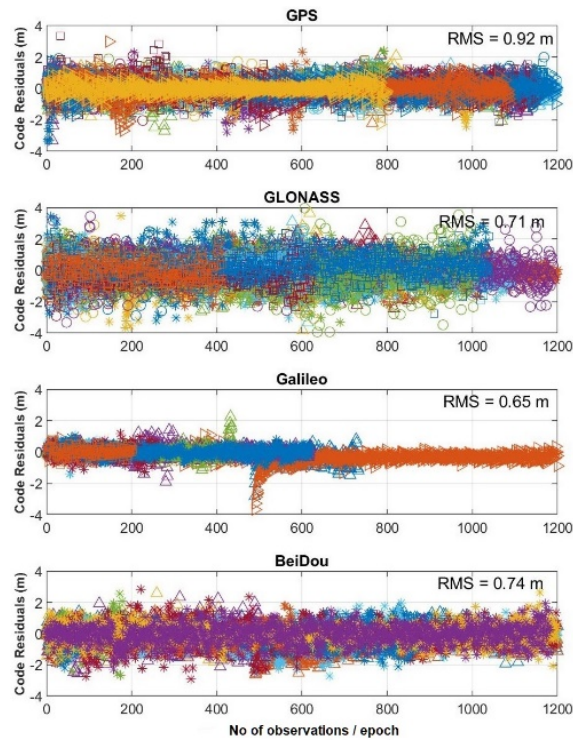 GPS
RMS = 0.92 m
Code Residuals (m)
4
2
0
-2
-4
0 200 400 600 800 1000 1200
GLONASS
RMS = 0.71 m
Code Residuals (m)
4
2
0
-2
-4
0 200 400 600 800 1000 1200
Galileo
RMS = 0.65 m
Code Residuals (m)
4
2
0
-2
-4
0 200 400 600 800 1000 1200
BeiDou
RMS = 0.74 m
Code Residuals (m)
4
2
0
-2
-4
0 200 400 600 800 1000 1200
No of observations / epoch